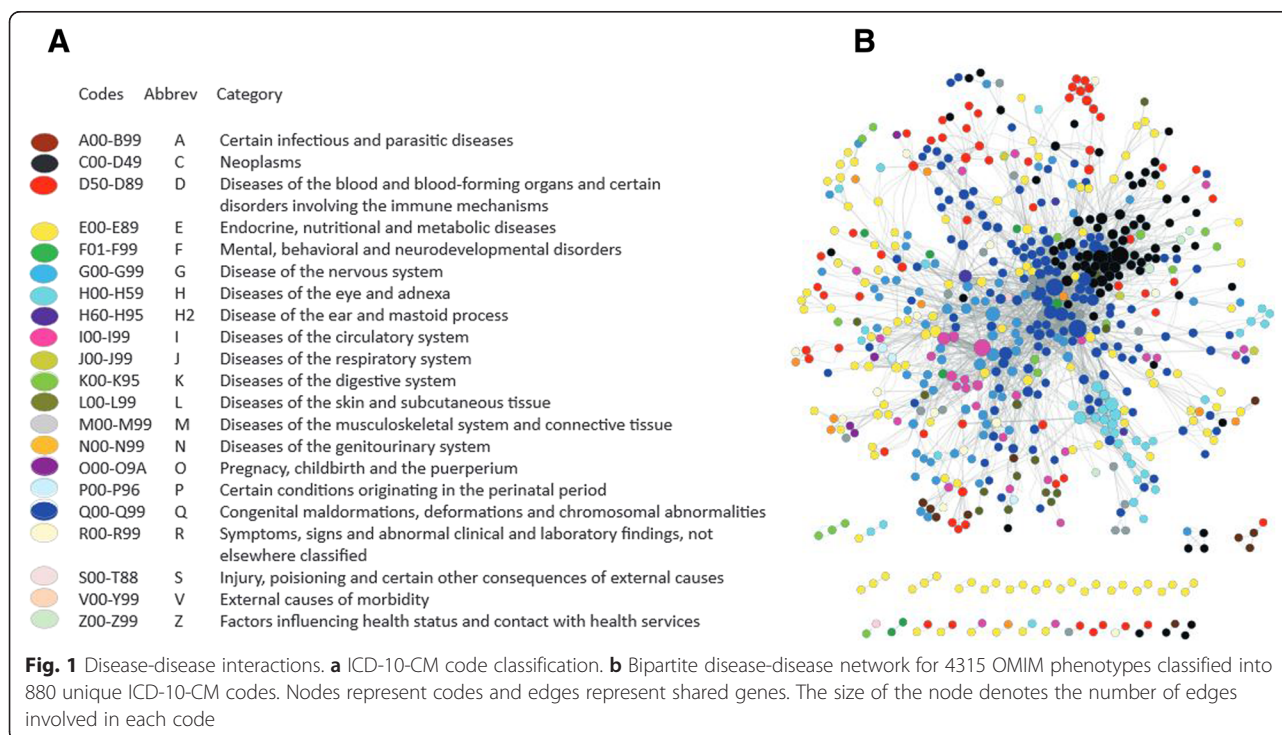 A
B
Codes Abbrev Category
A00-B99 A Certain infectious and parasitic diseases
C00-D49 C Neoplasms
D50-D89 D Diseases of the blood and blood-forming organs and certain
disorders involving the immune mechanisms
E00-E89 E Endocrine, nutritional and metabolic diseases
F01-F99 F Mental, behavioral and neurodevelopmental disorders
G00-G99 G Disease of the nervous system
H00-H59 H Diseases of the eye and adnexa
H60-H95 H2 Disease of the ear and mastoid process
I00-I99 I Diseases of the circulatory system
J00-J99 J Diseases of the respiratory system
K00-K95 K Diseases of the digestive system
L00-L99 L Diseases of the skin and subcutaneous tissue
M00-M99 M Diseases of the musculoskeletal system and connective tissue
N00-N99 N Diseases of the genitourinary system
O00-O9A O Pregnacy, childbirth and the puerperium
P00-P96 P Certain conditions originating in the perinatal period
Q00-Q99 Q Congenital maldormations, deformations and chromosomal abnormalities
R00-R99 R Symptoms, signs and abnormal clinical and laboratory findings, not
elsewhere classified
S00-T88 S Injury, poisioning and certain other consequences of external causes
V00-Y99 V External causes of morbidity
Z00-Z99 Z Factors influencing health status and contact with health services
Fig. 1 Disease-disease interactions. a ICD-10-CM code classification. b Bipartite disease-disease network for 4315 OMIM phenotypes classified into
880 unique ICD-10-CM codes. Nodes represent codes and edges represent shared genes. The size of the node denotes the number of edges
involved in each code